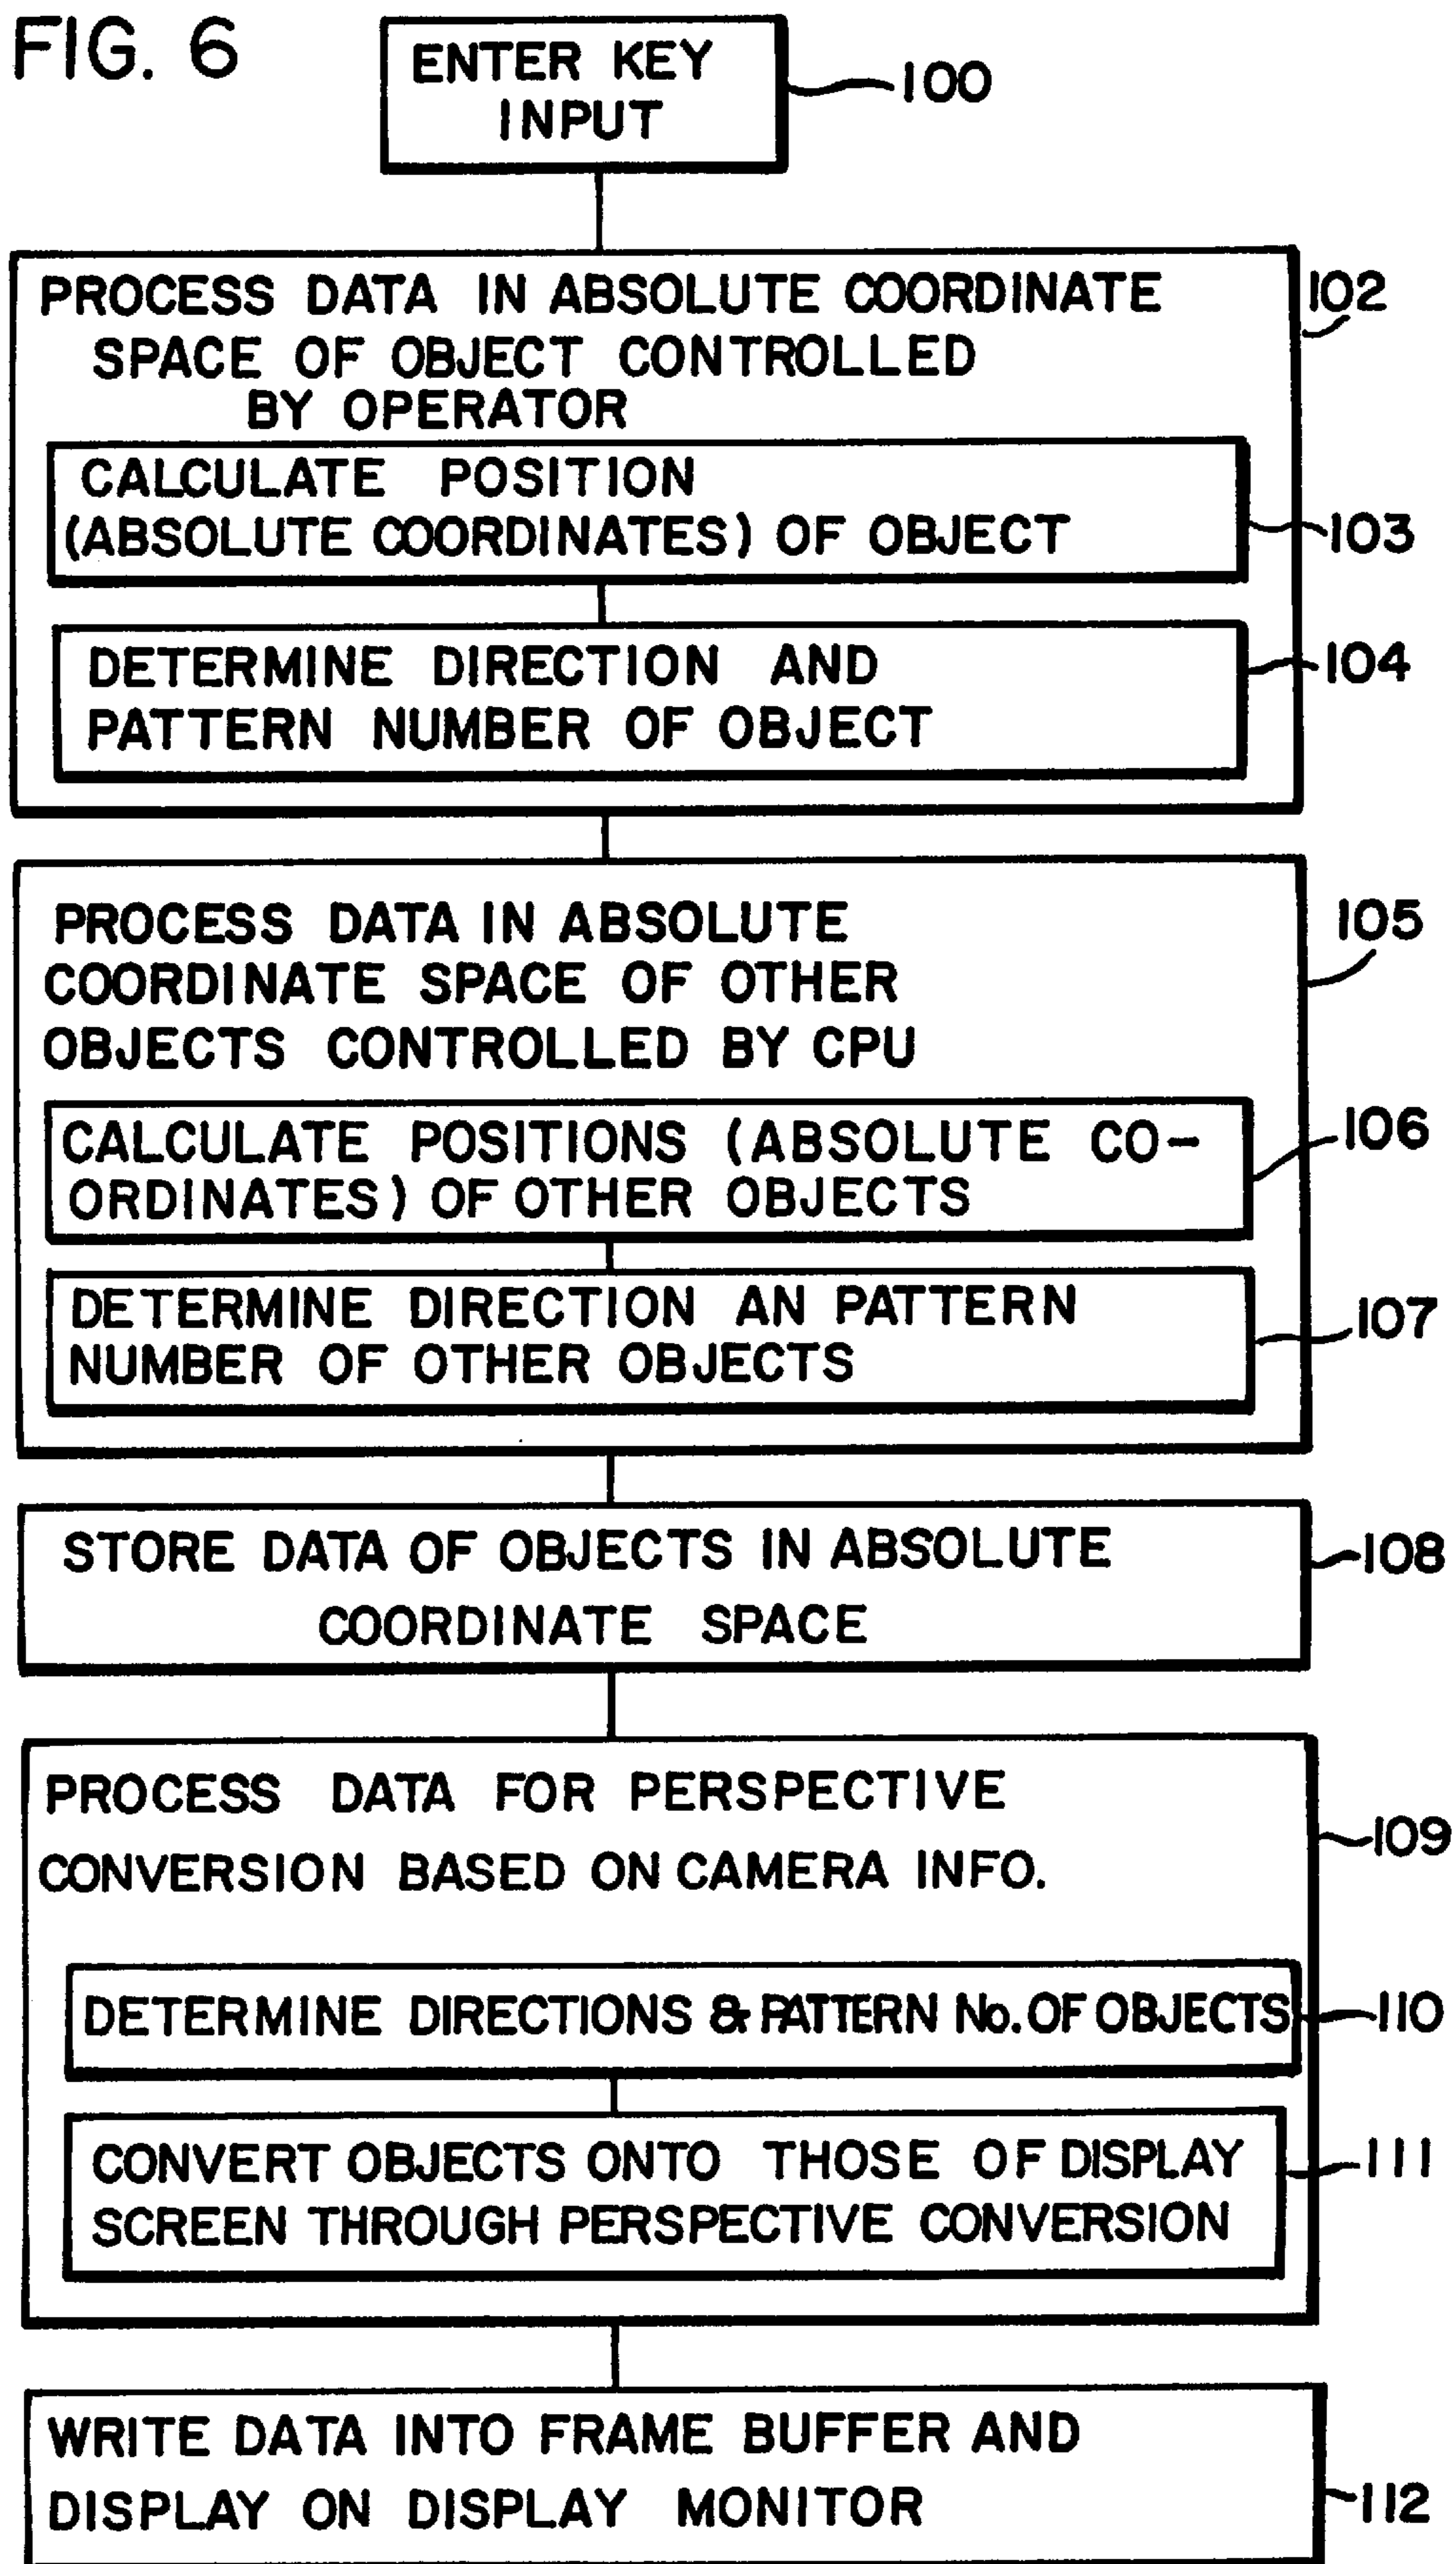 FIG. 6
ENTER KEY
INPUT
100
PROCESS DATA IN ABSOLUTE COORDINATE
SPACE OF OBJECT CONTROLLED
BY OPERATOR
102
CALCULATE POSITION
(ABSOLUTE COORDINATES) OF OBJECT
103
DETERMINE DIRECTION AND
PATTERN NUMBER OF OBJECT
104
PROCESS DATA IN ABSOLUTE
COORDINATE SPACE OF OTHER
OBJECTS CONTROLLED BY CPU
105
CALCULATE POSITIONS (ABSOLUTE CO-
ORDINATES) OF OTHER OBJECTS
106
DETERMINE DIRECTION AN PATTERN
NUMBER OF OTHER OBJECTS
107
STORE DATA OF OBJECTS IN ABSOLUTE
COORDINATE SPACE
108
PROCESS DATA FOR PERSPECTIVE
CONVERSION BASED ON CAMERA INFO.
109
DETERMINE DIRECTIONS & PATTERN No. OF OBJECTS
110
CONVERT OBJECTS ONTO THOSE OF DISPLAY
SCREEN THROUGH PERSPECTIVE CONVERSION
111
WRITE DATA INTO FRAME BUFFER AND
DISPLAY ON DISPLAY MONITOR
112